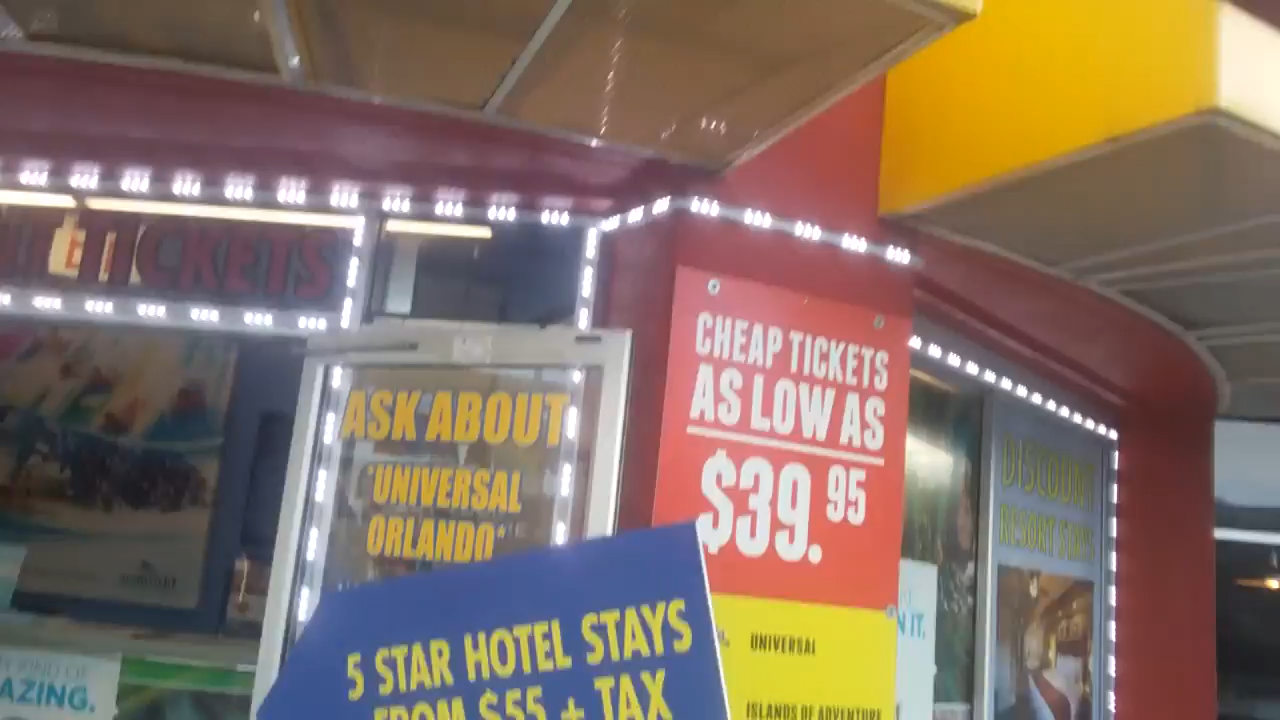 TICKETS
ASK ABOUT
"UNIVERSAL
ORLANDO"
CHEAP TICKETS
AS LOW AS
$39.95
5 STAR HOTEL STAYS
FROM $55 + TAX
UNIVERSAL
ISLANDS OF ADVENTURE
DISCOUNT
RESORT STAYS
N IT.
AZING.